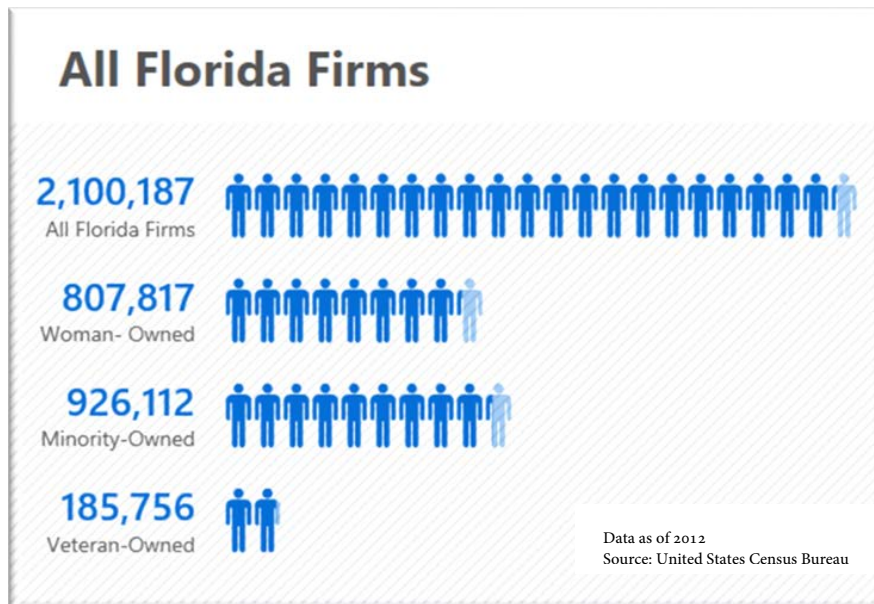 All Florida Firms
2,100,187
All Florida Firms
807,817
Woman- Owned
926,112
Minority-Owned
185,756
Veteran-Owned
Data as of 2012
Source: United States Census Bureau